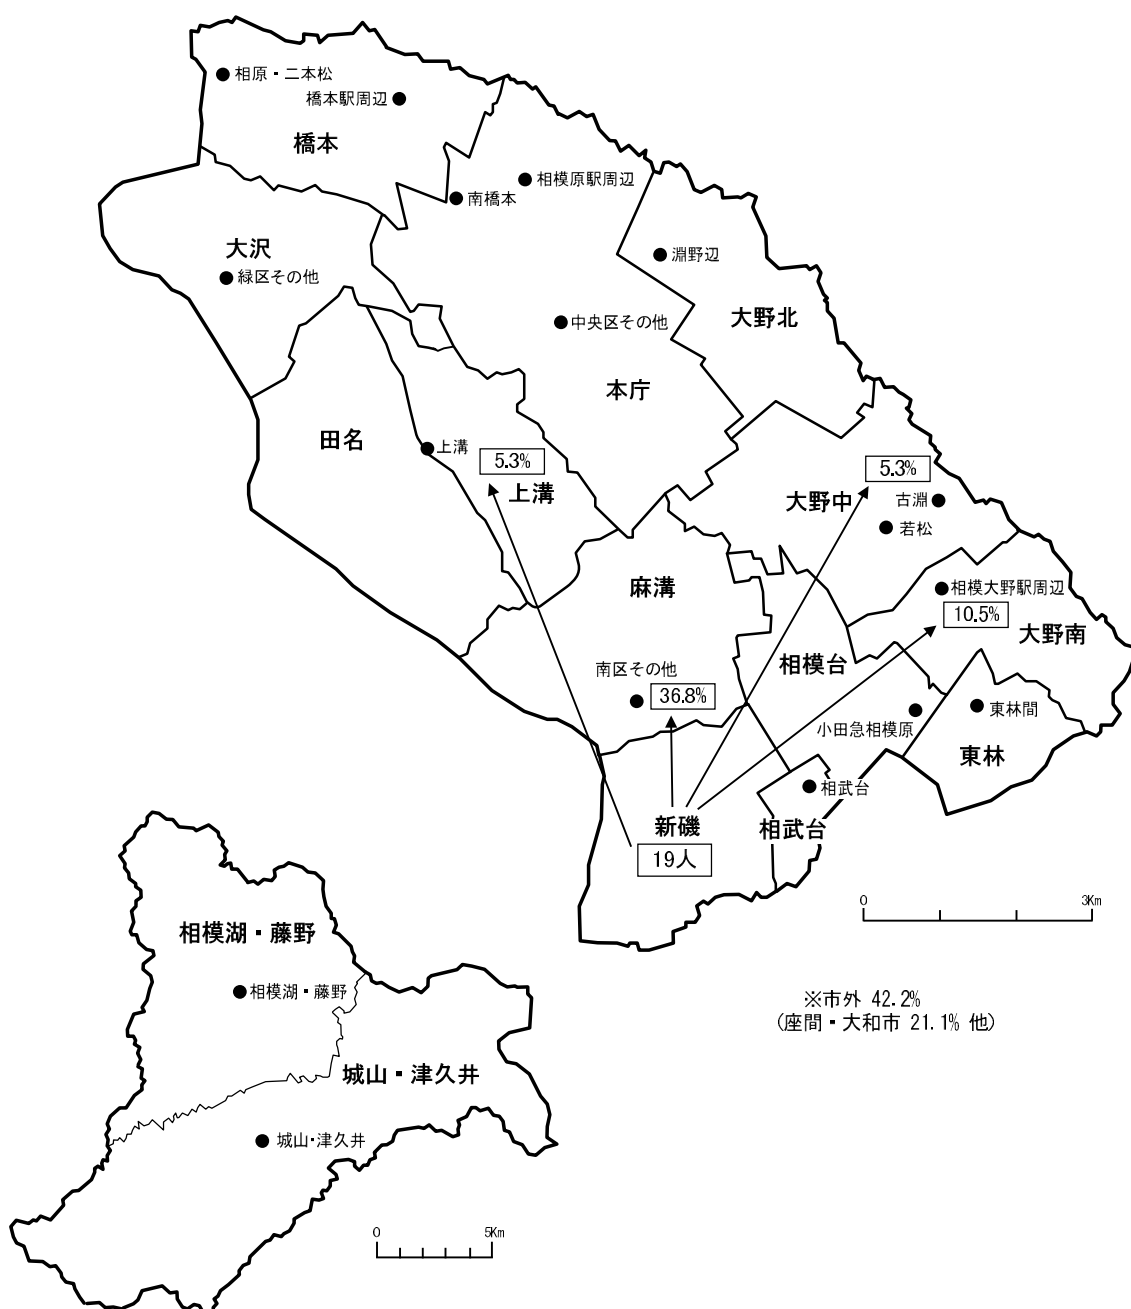 相原・二本松
橋本駅周辺
橋本
相模原駅周辺
南橋本
大沢
緑区その他
淵野辺
大野北
中央区その他
本庁
田名
上溝
5.3%
上溝
5.3%
大野中
古淵
若松
麻溝
相模大野駅周辺
10.5%
大野南
相模台
南区その他
36.8%
小田急相模原
東林間
東林
相武台
新磯
相武台
19人
0 3Km
相模湖・藤野
相模湖・藤野
※市外 42.2%
(座間・大和市 21.1% 他)
城山・津久井
城山・津久井
0 5Km